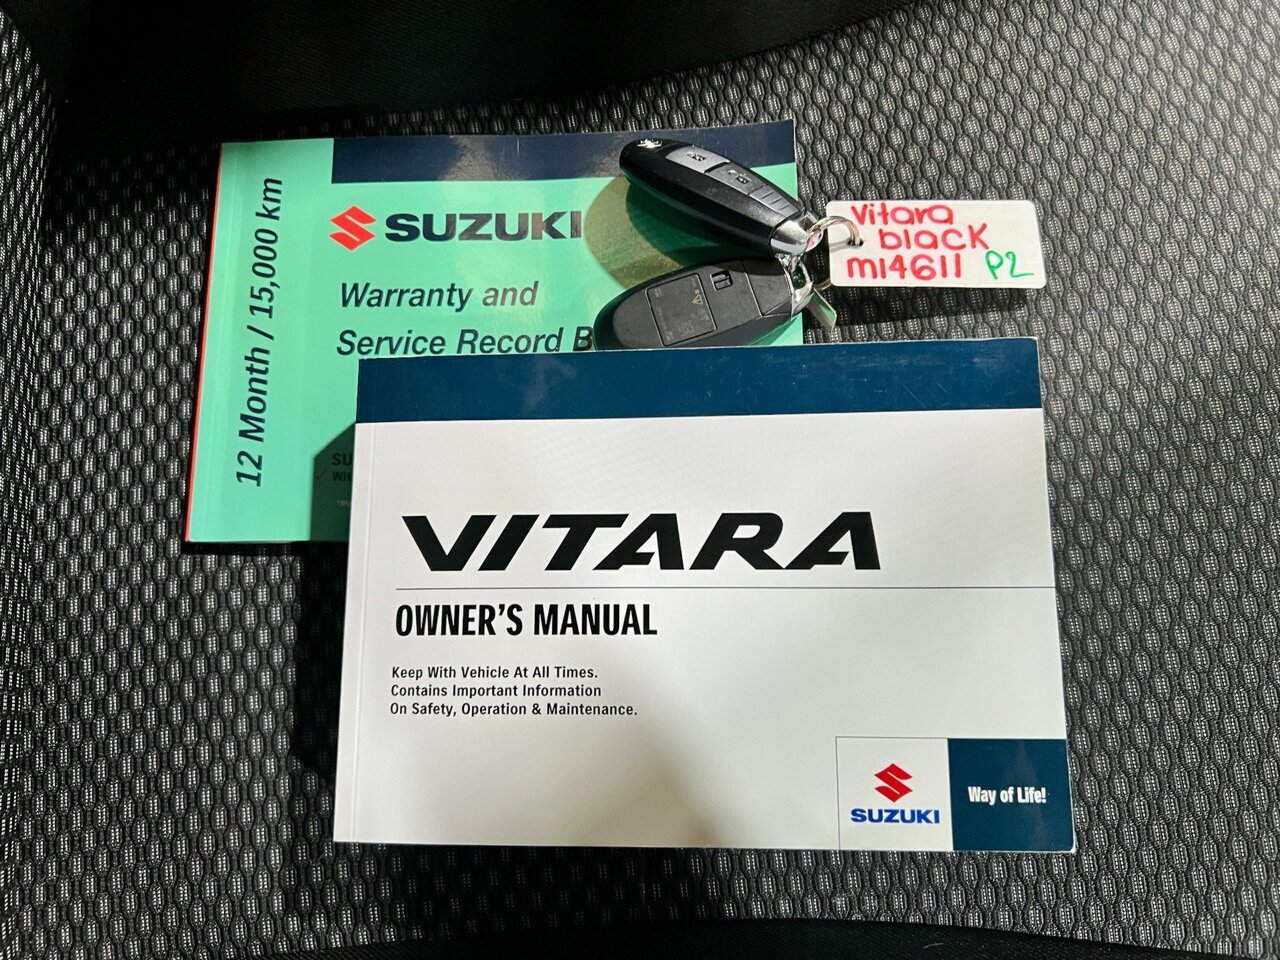 12 Month / 15,000 km
SUZUKI
Warranty and
Service Record B
SU
Vitara
black
m14611 P2
VITARA
OWNER'S MANUAL
Keep With Vehicle At All Times.
Contains Important Information
On Safety, Operation & Maintenance.
SUZUKI
Way of Life!